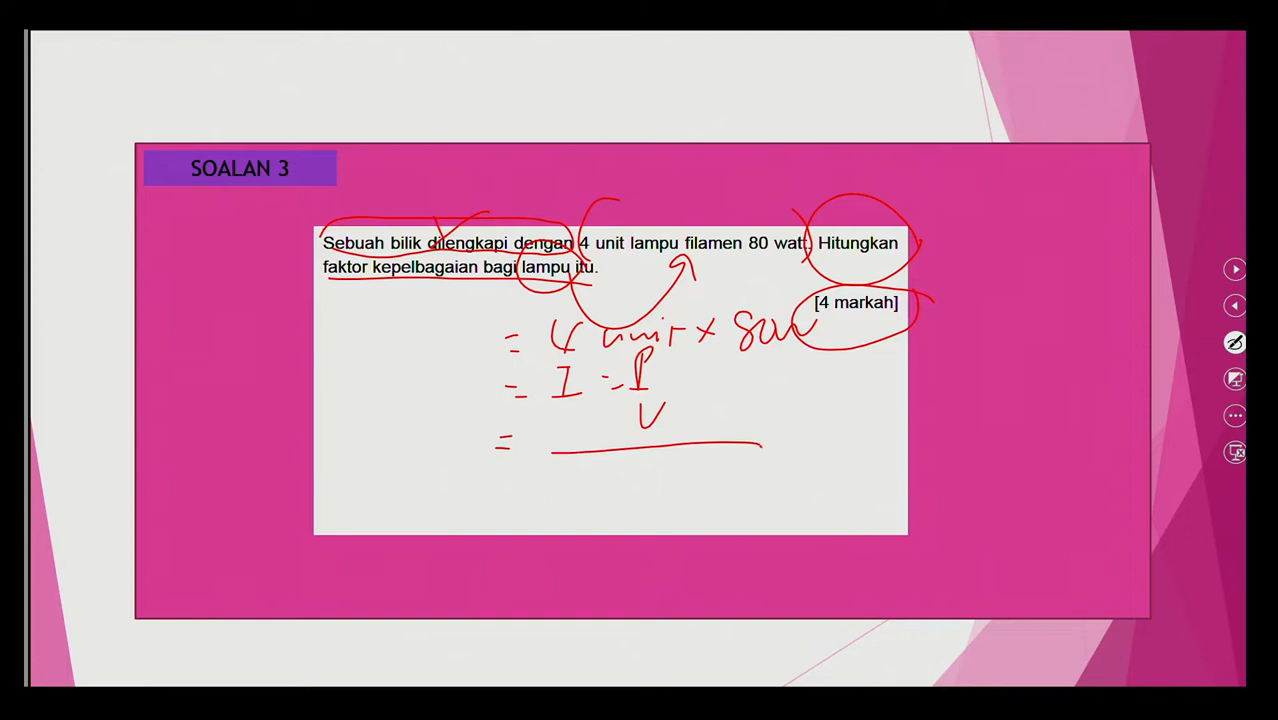 SOALAN 3
Sebuah bilik dilengkapi dengan 4 unit lampu filamen 80 watt. Hitungkan
faktor kepelbagaian bagi lampu itu.
[4 markah]
= 4 unit x 80w
= I = P
V
=